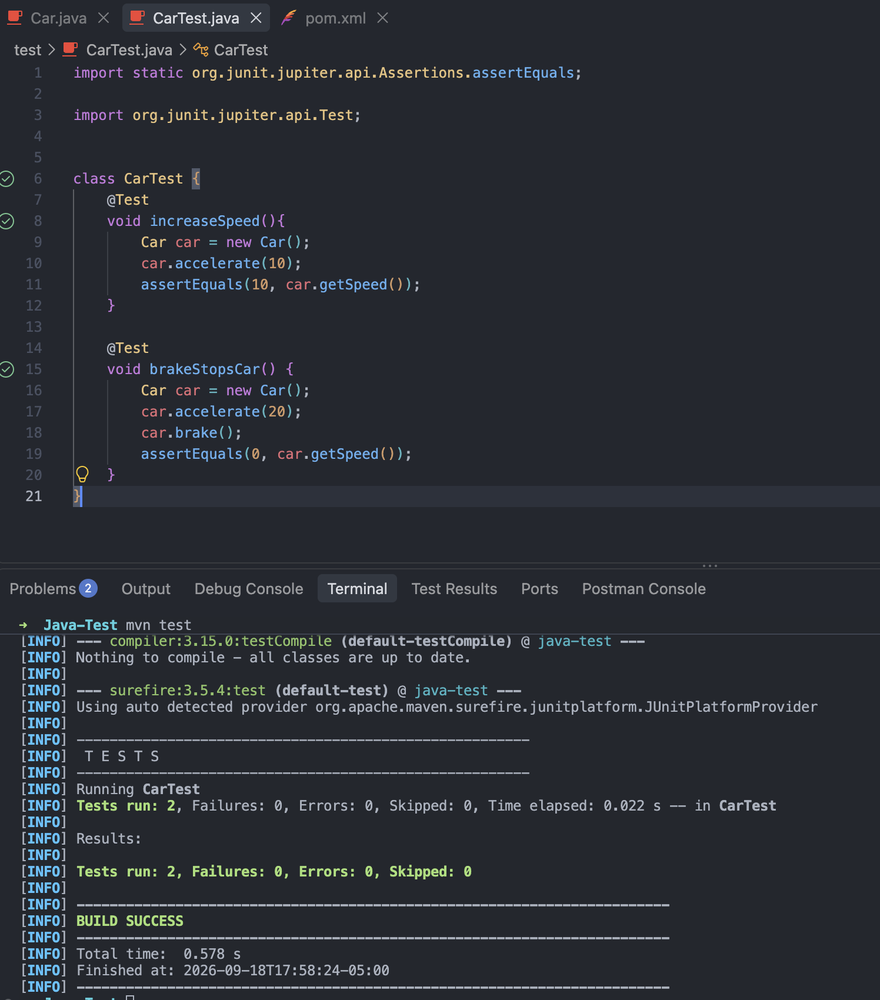 Car.java CarTest.java pom.xml
test > CarTest.java > CarTest
1 import static org.junit.jupiter.api.Assertions.assertEquals;
2
3 import org.junit.jupiter.api.Test;
4
5
6 class CarTest {
7     @Test
8     void increaseSpeed(){
9         Car car = new Car();
10         car.accelerate(10);
11         assertEquals(10, car.getSpeed());
12     }
13
14     @Test
15     void brakeStopsCar() {
16         Car car = new Car();
17         car.accelerate(20);
18         car.brake();
19         assertEquals(0, car.getSpeed());
20     }
21 }
Problems 2 Output Debug Console Terminal Test Results Ports Postman Console
→ Java-Test mvn test
[INFO] --- compiler:3.15.0:testCompile (default-testCompile) @ java-test ---
[INFO] Nothing to compile - all classes are up to date.
[INFO]
[INFO] --- surefire:3.5.4:test (default-test) @ java-test ---
[INFO] Using auto detected provider org.apache.maven.surefire.junitplatform.JUnitPlatformProvider
[INFO]
[INFO] -------------------------------------------------------
[INFO]  T E S T S
[INFO] -------------------------------------------------------
[INFO] Running CarTest
[INFO] Tests run: 2, Failures: 0, Errors: 0, Skipped: 0, Time elapsed: 0.022 s -- in CarTest
[INFO]
[INFO] Results:
[INFO]
[INFO] Tests run: 2, Failures: 0, Errors: 0, Skipped: 0
[INFO]
[INFO] ------------------------------------------------------------------------
[INFO] BUILD SUCCESS
[INFO] ------------------------------------------------------------------------
[INFO] Total time:  0.578 s
[INFO] Finished at: 2026-09-18T17:58:24-05:00
[INFO] ------------------------------------------------------------------------
Java-Test